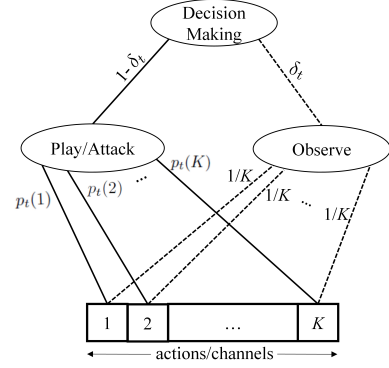 Decision
Making
1- δₜ
δₜ
Play/Attack
Observe
pₜ(1)
pₜ(2)
...
pₜ(K)
1/K
1/K
...
1/K
1
2
...
K
actions/channels